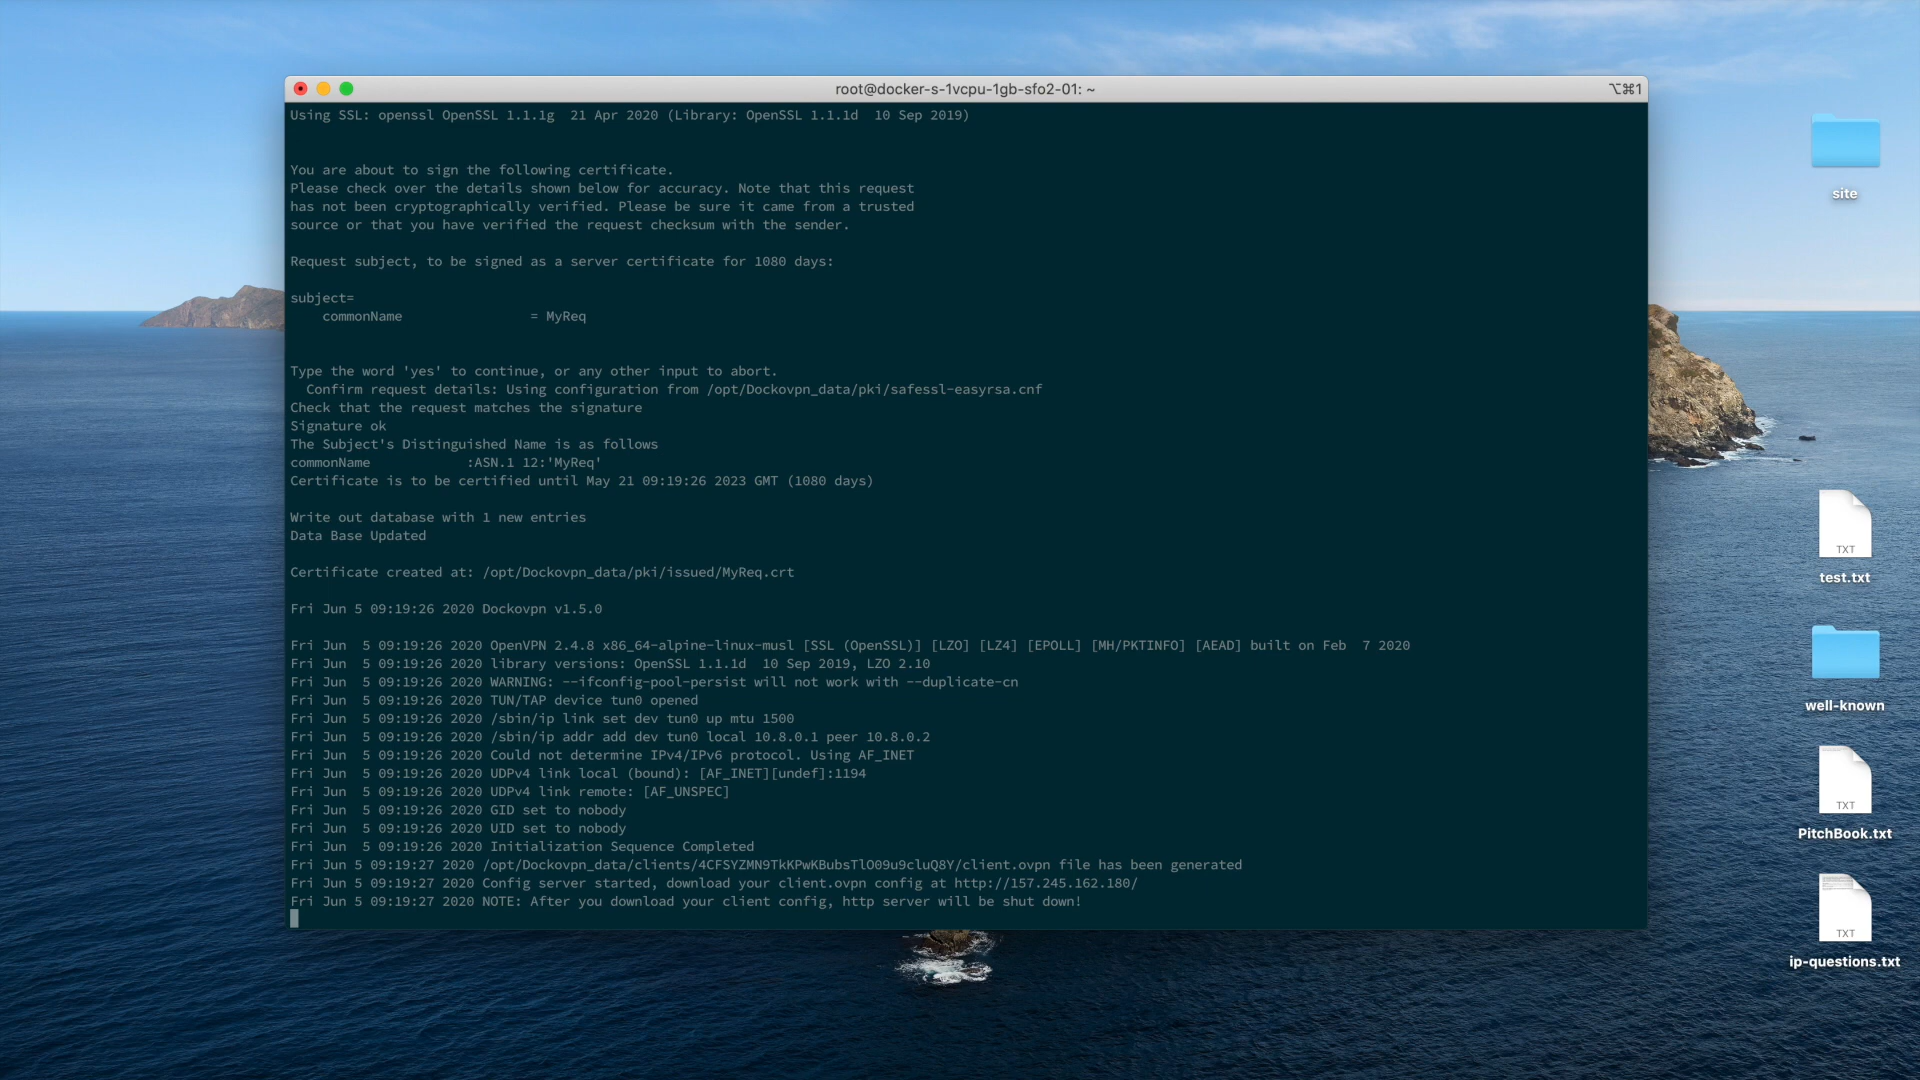 root@docker-s-1vcpu-1gb-sfo2-01: ~
⌥⌘1
Using SSL: openssl OpenSSL 1.1.1g  21 Apr 2020 (Library: OpenSSL 1.1.1d  10 Sep 2019)
You are about to sign the following certificate.
Please check over the details shown below for accuracy. Note that this request
has not been cryptographically verified. Please be sure it came from a trusted
source or that you have verified the request checksum with the sender.
Request subject, to be signed as a server certificate for 1080 days:
subject=
    commonName                = MyReq
Type the word 'yes' to continue, or any other input to abort.
  Confirm request details: Using configuration from /opt/Dockovpn_data/pki/safessl-easyrsa.cnf
Check that the request matches the signature
Signature ok
The Subject's Distinguished Name is as follows
commonName            :ASN.1 12:'MyReq'
Certificate is to be certified until May 21 09:19:26 2023 GMT (1080 days)
Write out database with 1 new entries
Data Base Updated
Certificate created at: /opt/Dockovpn_data/pki/issued/MyReq.crt
Fri Jun 5 09:19:26 2020 Dockovpn v1.5.0
Fri Jun  5 09:19:26 2020 OpenVPN 2.4.8 x86_64-alpine-linux-musl [SSL (OpenSSL)] [LZO] [LZ4] [EPOLL] [MH/PKTINFO] [AEAD] built on Feb  7 2020
Fri Jun  5 09:19:26 2020 library versions: OpenSSL 1.1.1d  10 Sep 2019, LZO 2.10
Fri Jun  5 09:19:26 2020 WARNING: --ifconfig-pool-persist will not work with --duplicate-cn
Fri Jun  5 09:19:26 2020 TUN/TAP device tun0 opened
Fri Jun  5 09:19:26 2020 /sbin/ip link set dev tun0 up mtu 1500
Fri Jun  5 09:19:26 2020 /sbin/ip addr add dev tun0 local 10.8.0.1 peer 10.8.0.2
Fri Jun  5 09:19:26 2020 Could not determine IPv4/IPv6 protocol. Using AF_INET
Fri Jun  5 09:19:26 2020 UDPv4 link local (bound): [AF_INET][undef]:1194
Fri Jun  5 09:19:26 2020 UDPv4 link remote: [AF_UNSPEC]
Fri Jun  5 09:19:26 2020 GID set to nobody
Fri Jun  5 09:19:26 2020 UID set to nobody
Fri Jun  5 09:19:26 2020 Initialization Sequence Completed
Fri Jun 5 09:19:27 2020 /opt/Dockovpn_data/clients/4CFSYZMN9TkKPwKBubsTlO09u9cluQ8Y/client.ovpn file has been generated
Fri Jun 5 09:19:27 2020 Config server started, download your client.ovpn config at http://157.245.162.180/
Fri Jun 5 09:19:27 2020 NOTE: After you download your client config, http server will be shut down!
site
TXT
test.txt
well-known
TXT
PitchBook.txt
TXT
ip-questions.txt